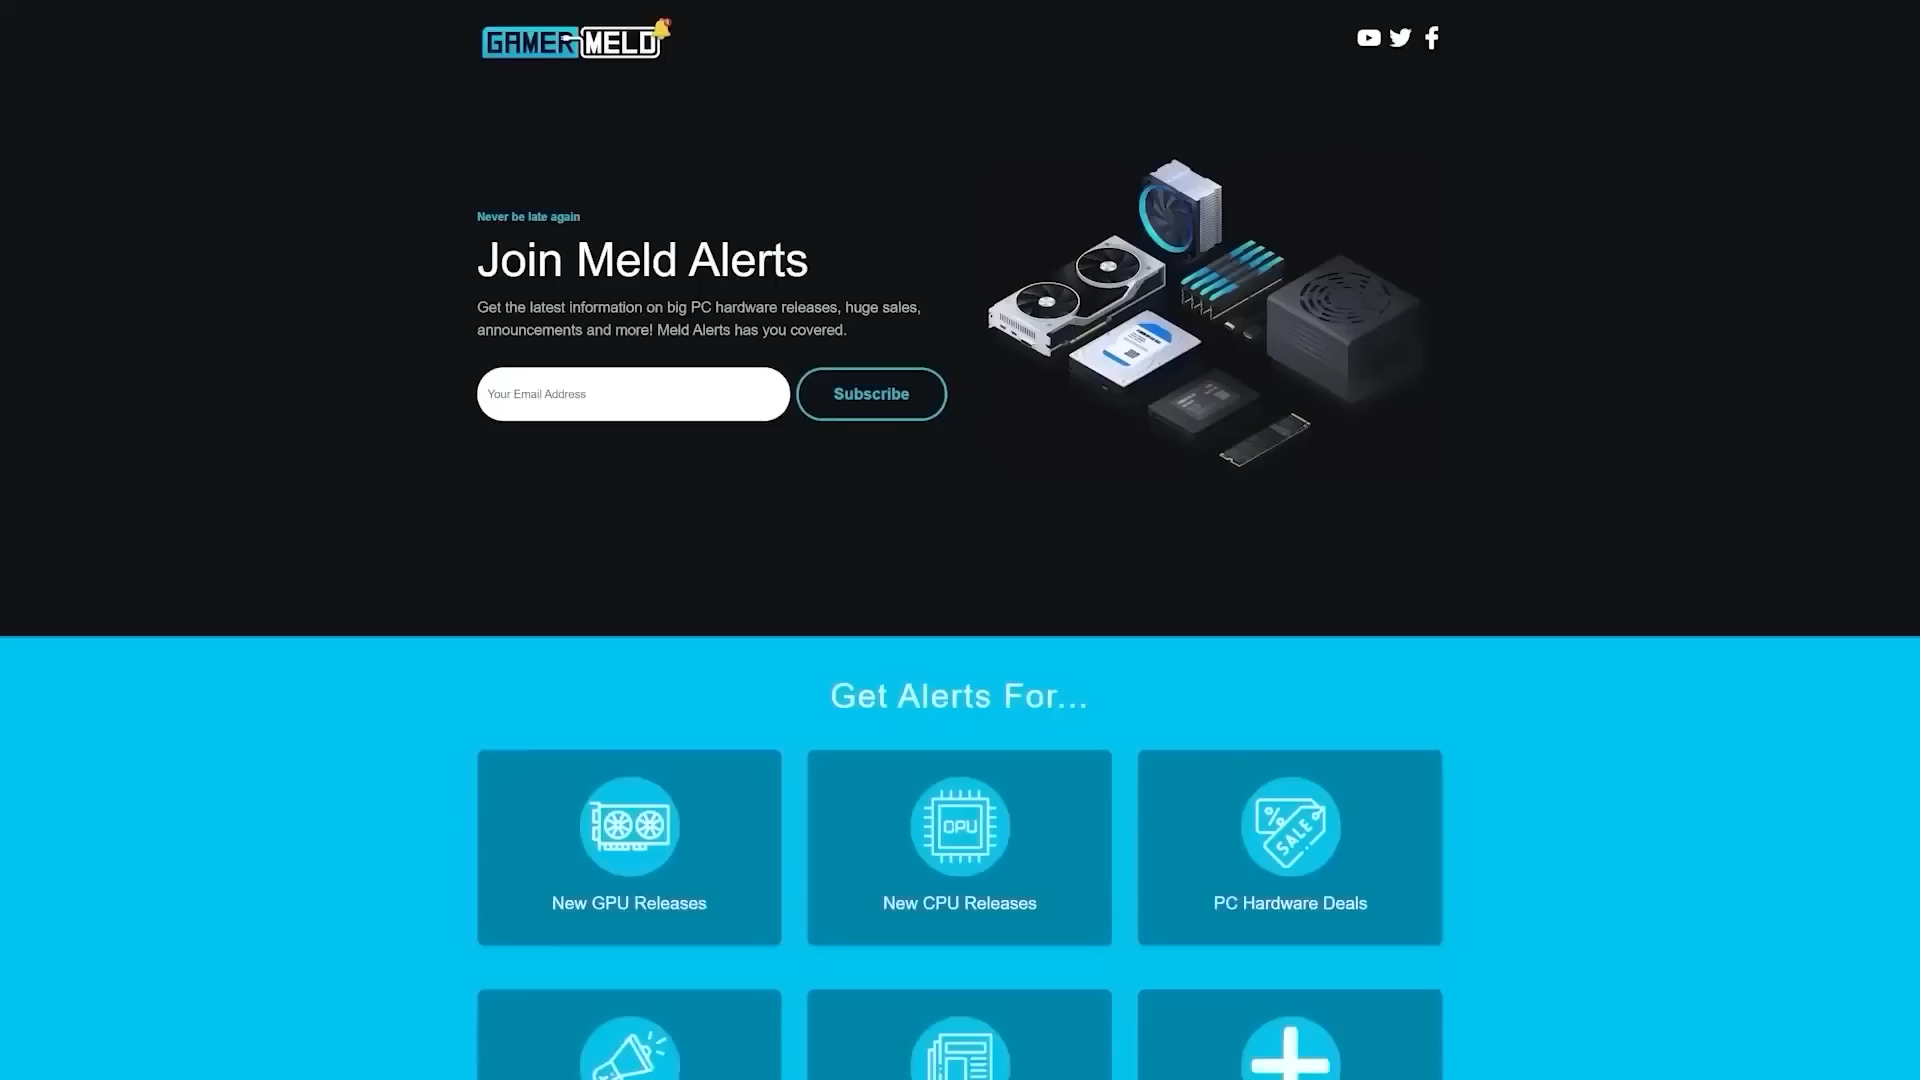 GAMER MELD
Never be late again
Join Meld Alerts
Get the latest information on big PC hardware releases, huge sales,
announcements and more! Meld Alerts has you covered.
Your Email Address
Subscribe
Get Alerts For...
CPU
%
SALE
New GPU Releases
New CPU Releases
PC Hardware Deals